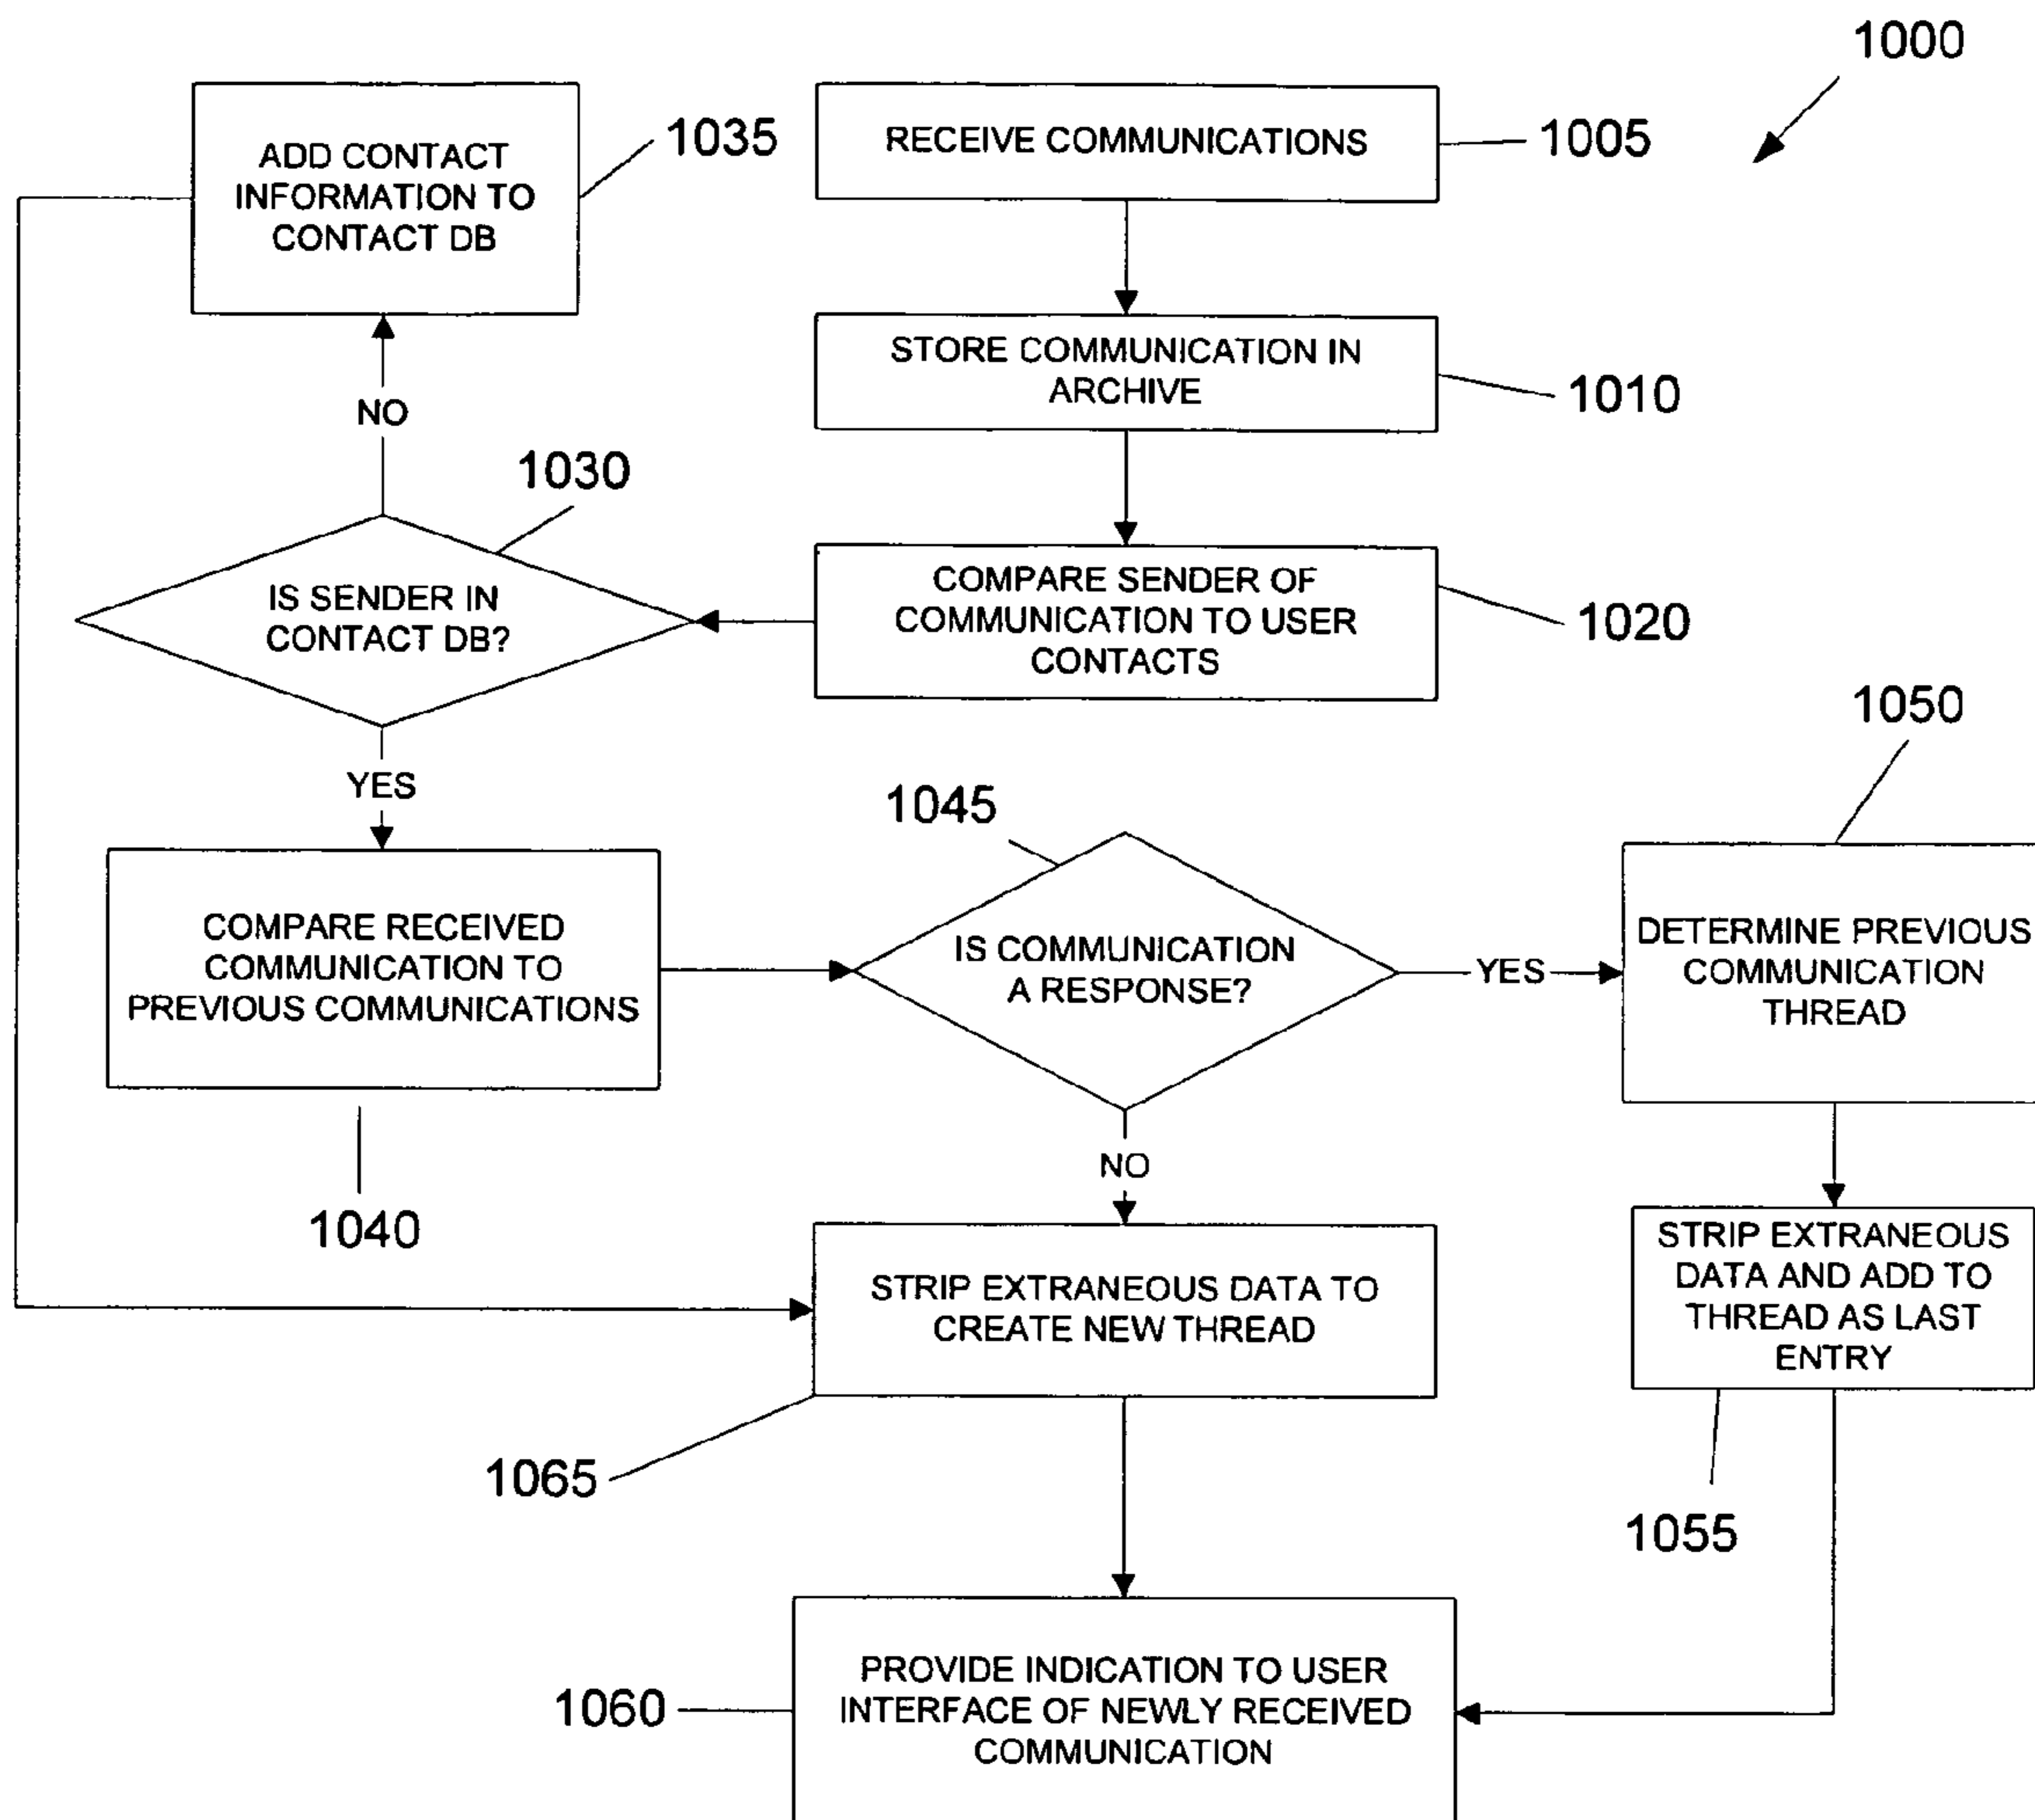 1000
ADD CONTACT
INFORMATION TO
CONTACT DB
1035
RECEIVE COMMUNICATIONS
1005
STORE COMMUNICATION IN
ARCHIVE
1010
NO
1030
IS SENDER IN
CONTACT DB?
COMPARE SENDER OF
COMMUNICATION TO USER
CONTACTS
1020
YES
1045
1050
COMPARE RECEIVED
COMMUNICATION TO
PREVIOUS COMMUNICATIONS
1040
IS COMMUNICATION
A RESPONSE?
YES
DETERMINE PREVIOUS
COMMUNICATION
THREAD
NO
STRIP EXTRANEOUS DATA TO
CREATE NEW THREAD
1065
STRIP EXTRANEOUS
DATA AND ADD TO
THREAD AS LAST
ENTRY
1055
PROVIDE INDICATION TO USER
INTERFACE OF NEWLY RECEIVED
COMMUNICATION
1060